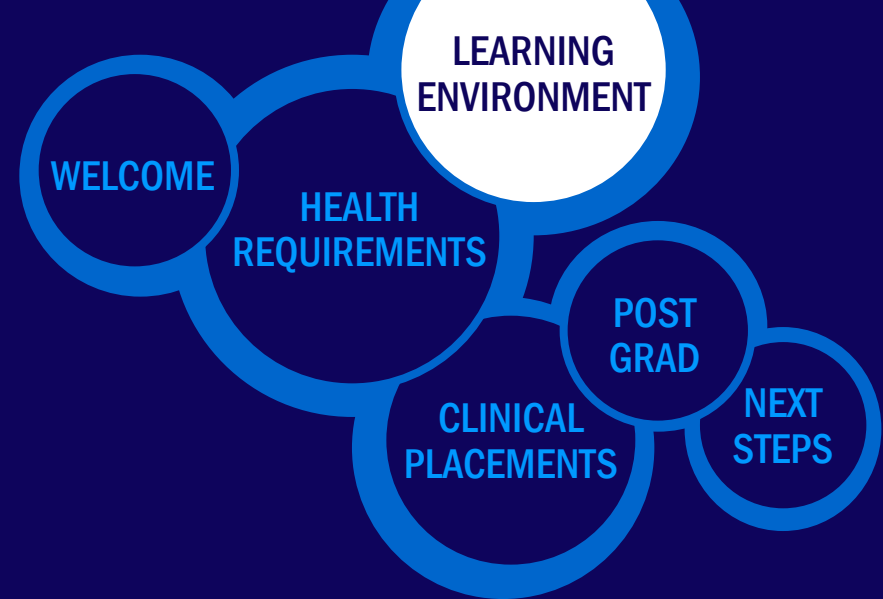 LEARNING
ENVIRONMENT
WELCOME
HEALTH
REQUIREMENTS
POST
GRAD
CLINICAL
PLACEMENTS
NEXT
STEPS